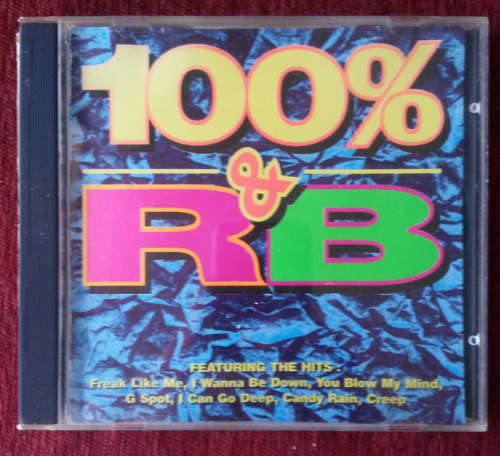 100%
R&B
FEATURING THE HITS :
Freak Like Me, I Wanna Be Down, You Blow My Mind,
G Spot, I Can Go Deep, Candy Rain, Creep